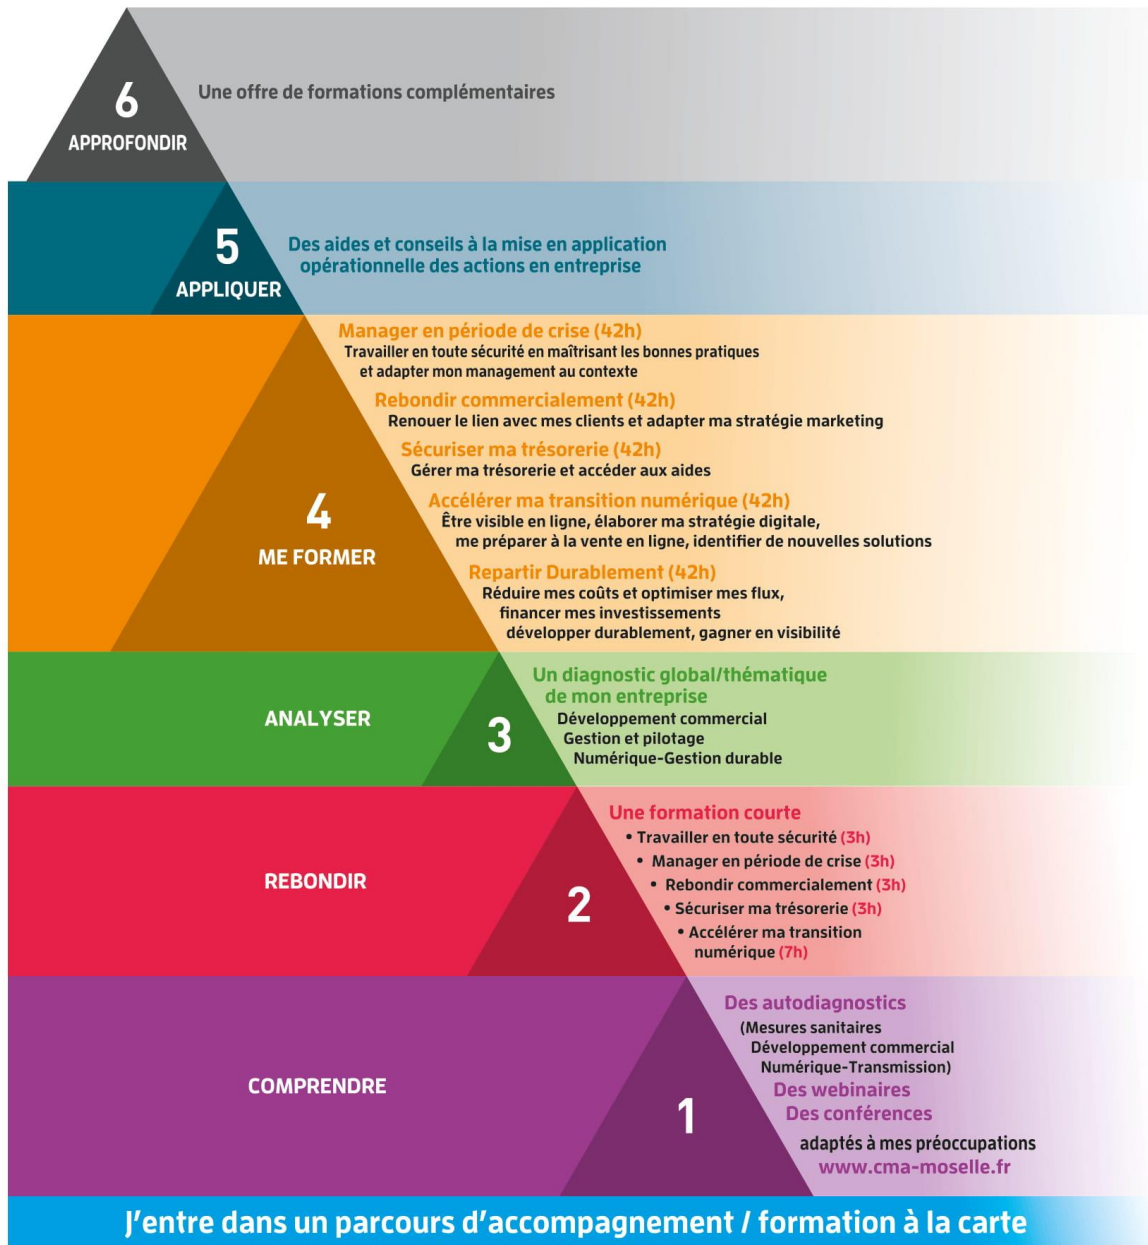 6
APPROFONDIR
Une offre de formations complémentaires
5
APPLIQUER
Des aides et conseils à la mise en application
opérationnelle des actions en entreprise
4
ME FORMER
Manager en période de crise (42h)
Travailler en toute sécurité en maîtrisant les bonnes pratiques
et adapter mon management au contexte
Rebondir commercialement (42h)
Renouer le lien avec mes clients et adapter ma stratégie marketing
Sécuriser ma trésorerie (42h)
Gérer ma trésorerie et accéder aux aides
Accélérer ma transition numérique (42h)
Être visible en ligne, élaborer ma stratégie digitale,
me préparer à la vente en ligne, identifier de nouvelles solutions
Repartir Durablement (42h)
Réduire mes coûts et optimiser mes flux,
financer mes investissements
développer durablement, gagner en visibilité
ANALYSER
3
Un diagnostic global/thématique
de mon entreprise
Développement commercial
Gestion et pilotage
Numérique-Gestion durable
REBONDIR
2
Une formation courte
• Travailler en toute sécurité (3h)
• Manager en période de crise (3h)
• Rebondir commercialement (3h)
• Sécuriser ma trésorerie (3h)
• Accélérer ma transition
numérique (7h)
COMPRENDRE
1
Des autodiagnostics
(Mesures sanitaires
Développement commercial
Numérique-Transmission)
Des webinaires
Des conférences
adaptés à mes préoccupations
www.cma-moselle.fr
J'entre dans un parcours d'accompagnement / formation à la carte